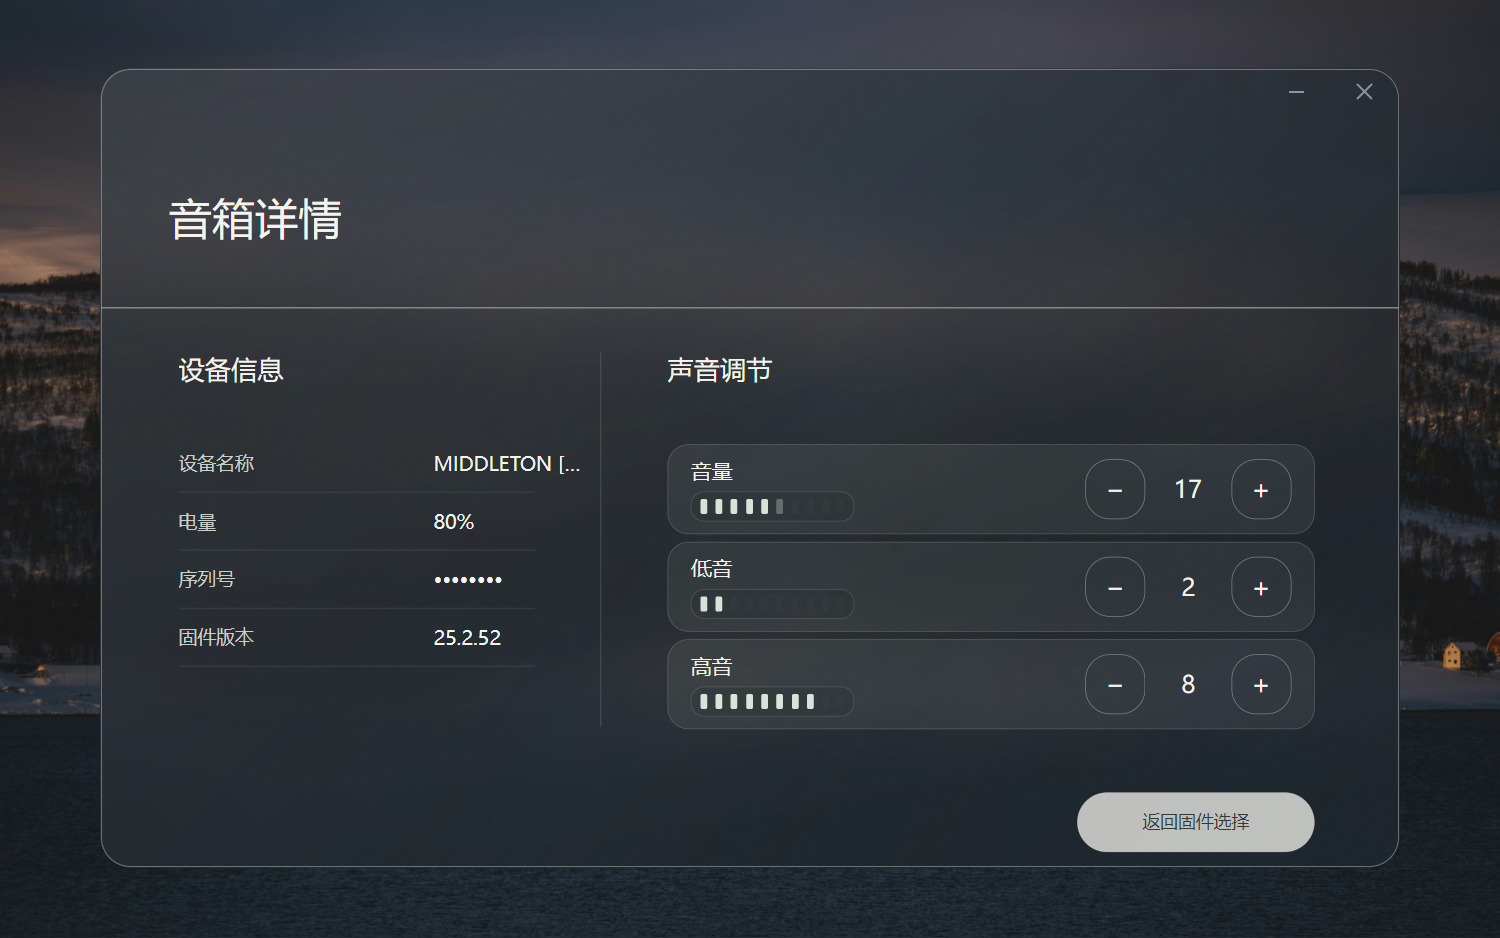 音箱详情
设备信息
设备名称 MIDDLETON [...
电量 80%
序列号 ••••••••
固件版本 25.2.52
声音调节
音量
− 17 +
低音
− 2 +
高音
− 8 +
返回固件选择